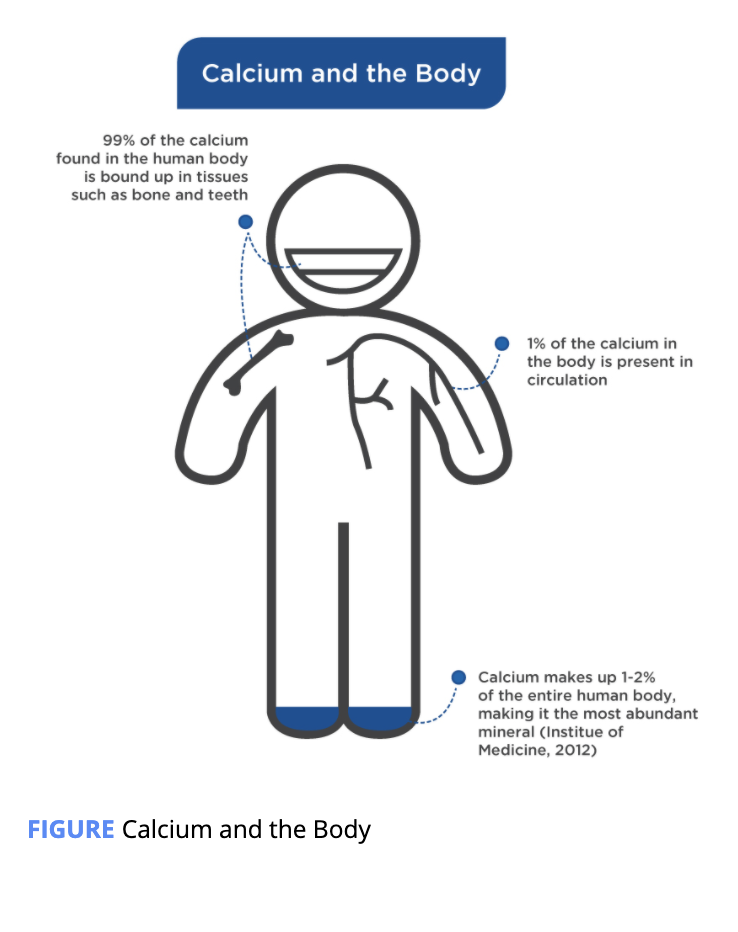 Calcium and the Body
99% of the calcium
found in the human body
is bound up in tissues
such as bone and teeth
1% of the calcium in
the body is present in
circulation
Calcium makes up 1-2%
of the entire human body,
making it the most abundant
mineral (Institue of
Medicine, 2012)
FIGURE Calcium and the Body